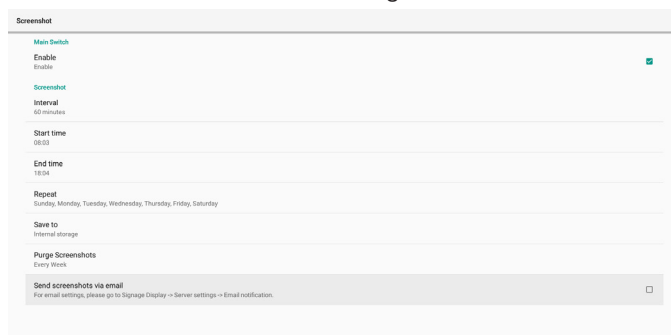 Screenshot
Main Switch
Enable
Enable
Screenshot
Interval
60 minutes
Start time
08:03
End time
18:04
Repeat
Sunday, Monday, Tuesday, Wednesday, Thursday, Friday, Saturday
Save to
Internal storage
Purge Screenshots
Every Week
Send screenshots via email
For email settings, please go to Signage Display -> Server settings -> Email notification.